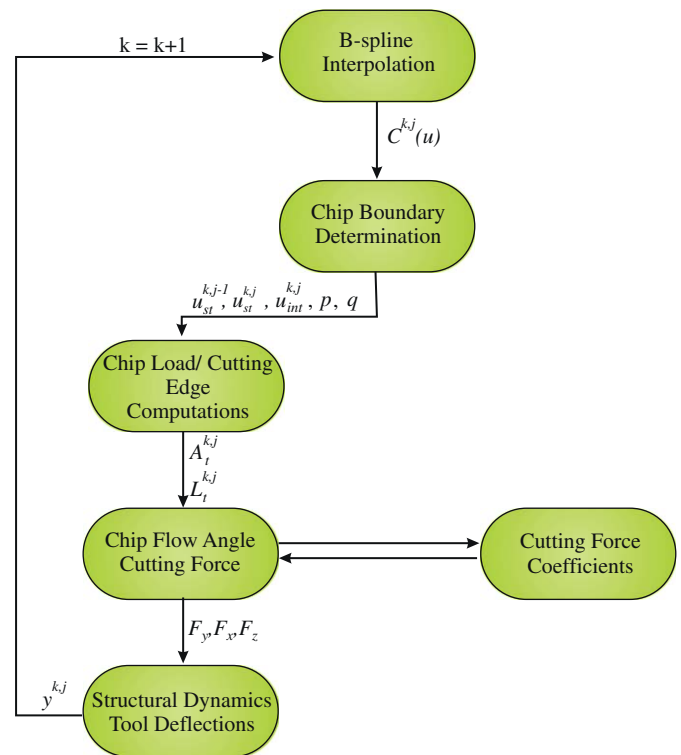 k = k+1
B-spline
Interpolation
C^{k,j}(u)
Chip Boundary
Determination
u_{st}^{k,j-1}, u_{st}^{k,j}, u_{int}^{k,j}, p, q
Chip Load/ Cutting
Edge
Computations
A_t^{k,j}
L_t^{k,j}
Chip Flow Angle
Cutting Force
Cutting Force
Coefficients
F_y,F_x,F_z
y^{k,j}
Structural Dynamics
Tool Deflections